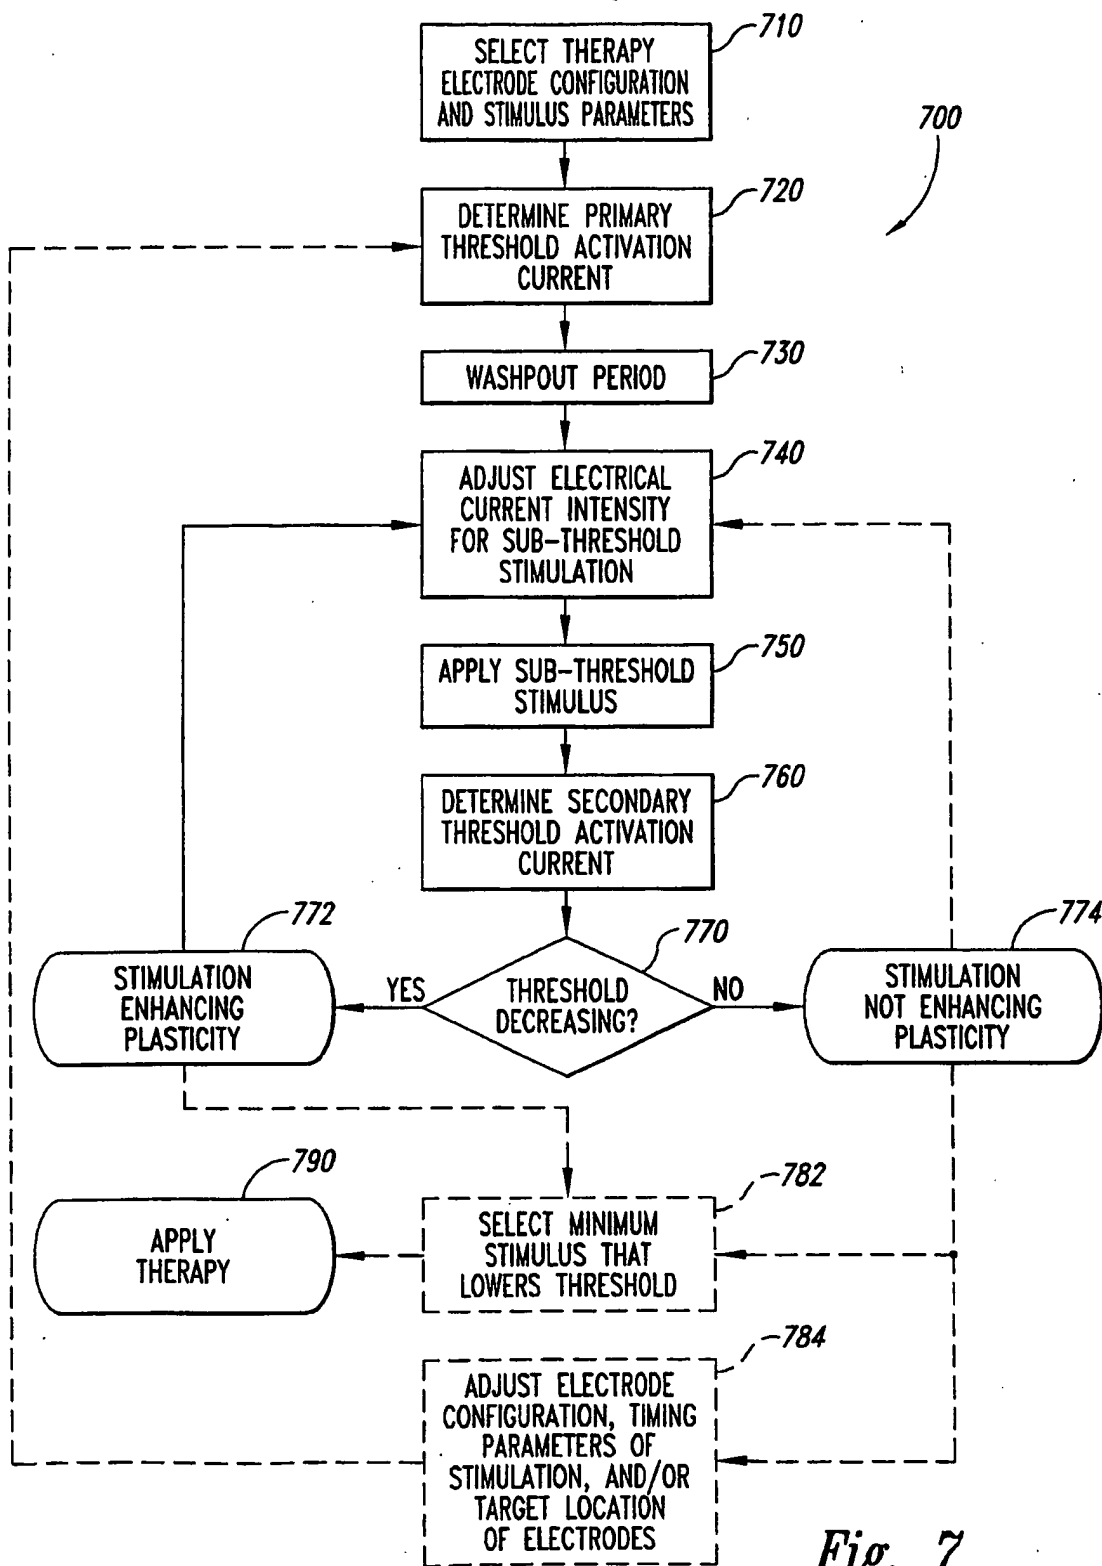 710
SELECT THERAPY
ELECTRODE CONFIGURATION
AND STIMULUS PARAMETERS
700
720
DETERMINE PRIMARY
THRESHOLD ACTIVATION
CURRENT
730
WASHPOUT PERIOD
740
ADJUST ELECTRICAL
CURRENT INTENSITY
FOR SUB-THRESHOLD
STIMULATION
750
APPLY SUB-THRESHOLD
STIMULUS
760
DETERMINE SECONDARY
THRESHOLD ACTIVATION
CURRENT
772
STIMULATION
ENHANCING
PLASTICITY
YES
770
THRESHOLD
DECREASING?
NO
774
STIMULATION
NOT ENHANCING
PLASTICITY
790
APPLY
THERAPY
782
SELECT MINIMUM
STIMULUS THAT
LOWERS THRESHOLD
784
ADJUST ELECTRODE
CONFIGURATION, TIMING
PARAMETERS OF
STIMULATION, AND/OR
TARGET LOCATION
OF ELECTRODES
Fig. 7